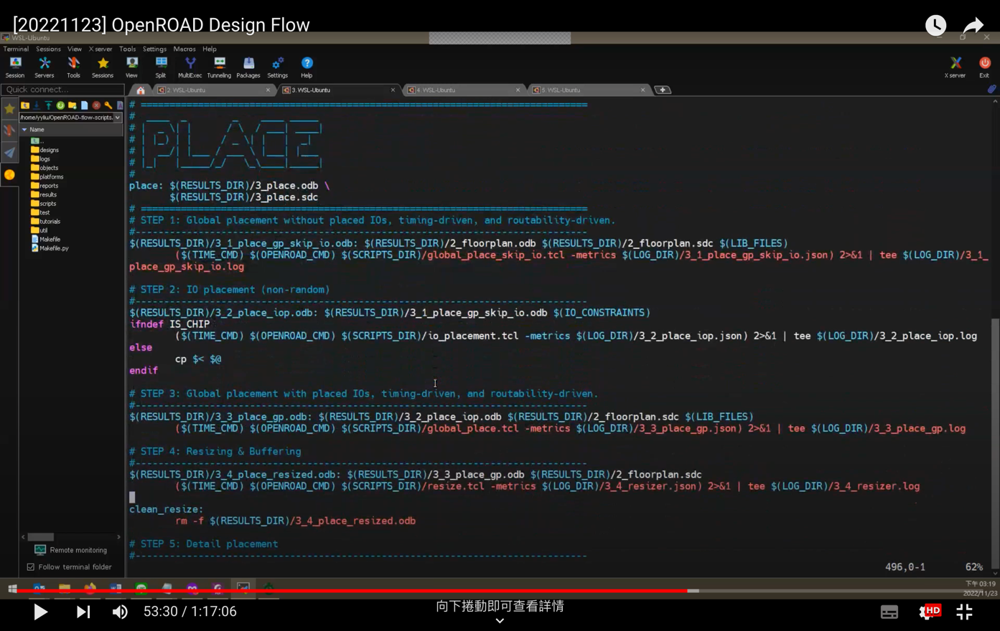 [20221123] OpenROAD Design Flow
WSL-Ubuntu
Terminal Sessions View X server Tools Settings Macros Help
Session Servers Tools Sessions View Split MultiExec Tunneling Packages Settings Help X server Exit
Quick connect...
2. WSL-Ubuntu
3. WSL-Ubuntu
4. WSL-Ubuntu
5. WSL-Ubuntu
/home/yyliu/OpenROAD-flow-scripts.
Name
..
designs
logs
objects
platforms
reports
results
scripts
test
tutorials
util
Makefile
Makefile.py
Remote monitoring
Follow terminal folder
# ==============================================================================
#
# PLACE
#
place: $(RESULTS_DIR)/3_place.odb \
$(RESULTS_DIR)/3_place.sdc
# ==============================================================================
# STEP 1: Global placement without placed IOs, timing-driven, and routability-driven.
#-------------------------------------------------------------------------------
$(RESULTS_DIR)/3_1_place_gp_skip_io.odb: $(RESULTS_DIR)/2_floorplan.odb $(RESULTS_DIR)/2_floorplan.sdc $(LIB_FILES)
($(TIME_CMD) $(OPENROAD_CMD) $(SCRIPTS_DIR)/global_place_skip_io.tcl -metrics $(LOG_DIR)/3_1_place_gp_skip_io.json) 2>&1 | tee $(LOG_DIR)/3_1_
place_gp_skip_io.log
# STEP 2: IO placement (non-random)
#-------------------------------------------------------------------------------
$(RESULTS_DIR)/3_2_place_iop.odb: $(RESULTS_DIR)/3_1_place_gp_skip_io.odb $(IO_CONSTRAINTS)
ifndef IS_CHIP
($(TIME_CMD) $(OPENROAD_CMD) $(SCRIPTS_DIR)/io_placement.tcl -metrics $(LOG_DIR)/3_2_place_iop.json) 2>&1 | tee $(LOG_DIR)/3_2_place_iop.log
else
cp $< $@
endif
# STEP 3: Global placement with placed IOs, timing-driven, and routability-driven.
#-------------------------------------------------------------------------------
$(RESULTS_DIR)/3_3_place_gp.odb: $(RESULTS_DIR)/3_2_place_iop.odb $(RESULTS_DIR)/2_floorplan.sdc $(LIB_FILES)
($(TIME_CMD) $(OPENROAD_CMD) $(SCRIPTS_DIR)/global_place.tcl -metrics $(LOG_DIR)/3_3_place_gp.json) 2>&1 | tee $(LOG_DIR)/3_3_place_gp.log
# STEP 4: Resizing & Buffering
#-------------------------------------------------------------------------------
$(RESULTS_DIR)/3_4_place_resized.odb: $(RESULTS_DIR)/3_3_place_gp.odb $(RESULTS_DIR)/2_floorplan.sdc
($(TIME_CMD) $(OPENROAD_CMD) $(SCRIPTS_DIR)/resize.tcl -metrics $(LOG_DIR)/3_4_resizer.json) 2>&1 | tee $(LOG_DIR)/3_4_resizer.log
clean_resize:
rm -f $(RESULTS_DIR)/3_4_place_resized.odb
# STEP 5: Detail placement
#-------------------------------------------------------------------------------
496,0-1 62%
下午 03:19
2022/11/23
53:30 / 1:17:06
向下捲動即可查看詳情
HD